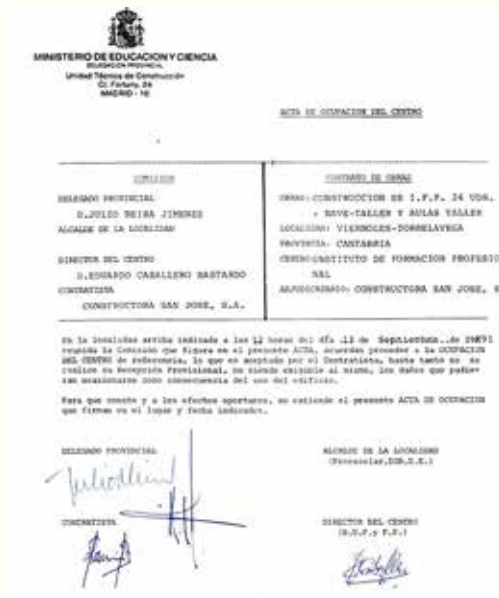 MINISTERIO DE EDUCACION Y CIENCIA
DELEGACION PROVINCIAL
Unidad Técnica de Construcción
Cl. Fortuny, 24
MADRID - 10
ACTA DE OCUPACION DEL CENTRO
COMISION
DELEGADO PROVINCIAL
D. JULIO NEIRA JIMENEZ
ALCALDE DE LA LOCALIDAD
DIRECTOR DEL CENTRO
D. EDUARDO CABALLERO BASTARDO
CONTRATISTA
CONSTRUCTORA SAN JOSE, S.A.
CONTRATO DE OBRAS
OBRAS: CONSTRUCCION DE I.F.P. 24 UDS.
NAVE-TALLER Y AULAS TALLER
LOCALIDAD: VIERNOLES-TORRELAVEGA
PROVINCIA: CANTABRIA
CENTRO: INSTITUTO DE FORMACION PROFESIO
NAL
ADJUDICATARIO: CONSTRUCTORA SAN JOSE, S
En la localidad arriba indicada a las 12 horas del día 13 de Septiembre de 1991
reunida la Comisión que figura en el presente ACTA, acuerdan proceder a la OCUPACION
DEL CENTRO de referencia, lo que es aceptado por el Contratista, hasta tanto no se
realice su Recepción Provisional, no siendo exigible al mismo, los daños que pudie-
ran ocasionarse como consecuencia del uso del edificio.
Para que conste y a los efectos oportunos, se extiende el presente ACTA DE OCUPACION
que firman en el lugar y fecha indicados.
DELEGADO PROVINCIAL
ALCALDE DE LA LOCALIDAD
CONTRATISTA
DIRECTOR DEL CENTRO